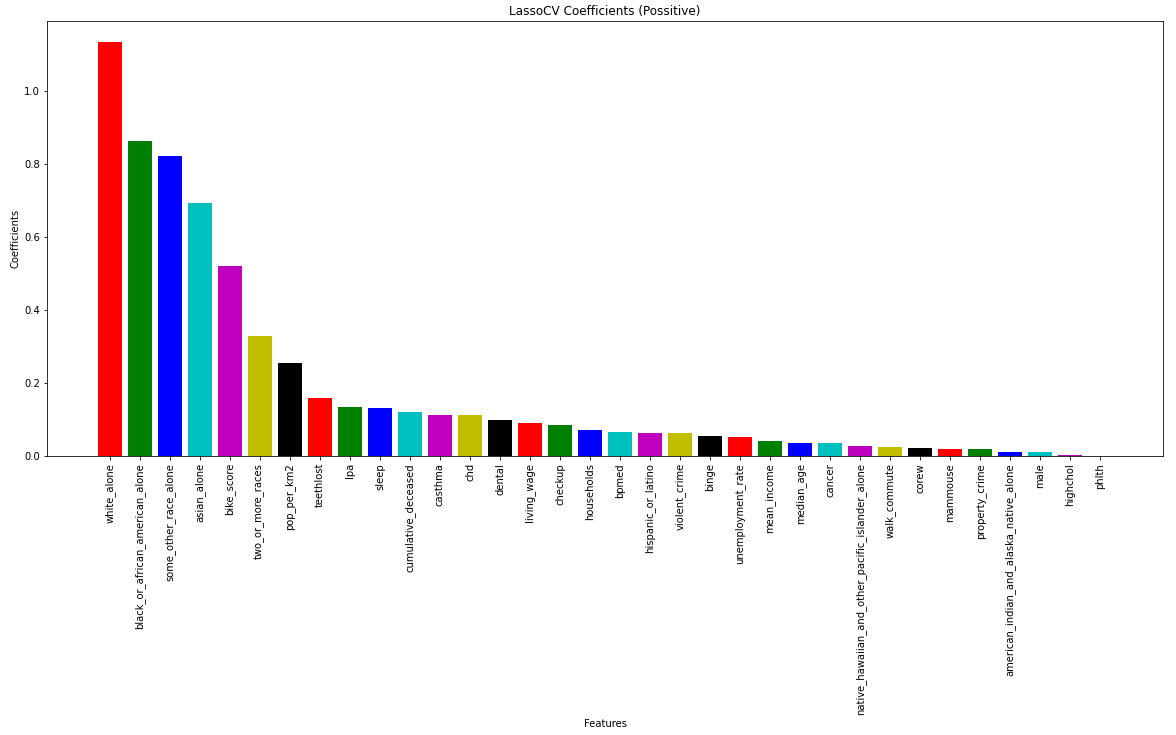 LassoCV Coefficients (Possitive)
Coefficients
1.0
0.8
0.6
0.4
0.2
0.0
white_alone
black_or_african_american_alone
some_other_race_alone
asian_alone
bike_score
two_or_more_races
pop_per_km2
teethlost
lpa
sleep
cumulative_deceased
casthma
chd
dental
living_wage
checkup
households
bpmed
hispanic_or_latino
violent_crime
binge
unemployment_rate
mean_income
median_age
cancer
native_hawaiian_and_other_pacific_islander_alone
walk_commute
corew
mammouse
property_crime
american_indian_and_alaska_native_alone
male
highchol
phlth
Features